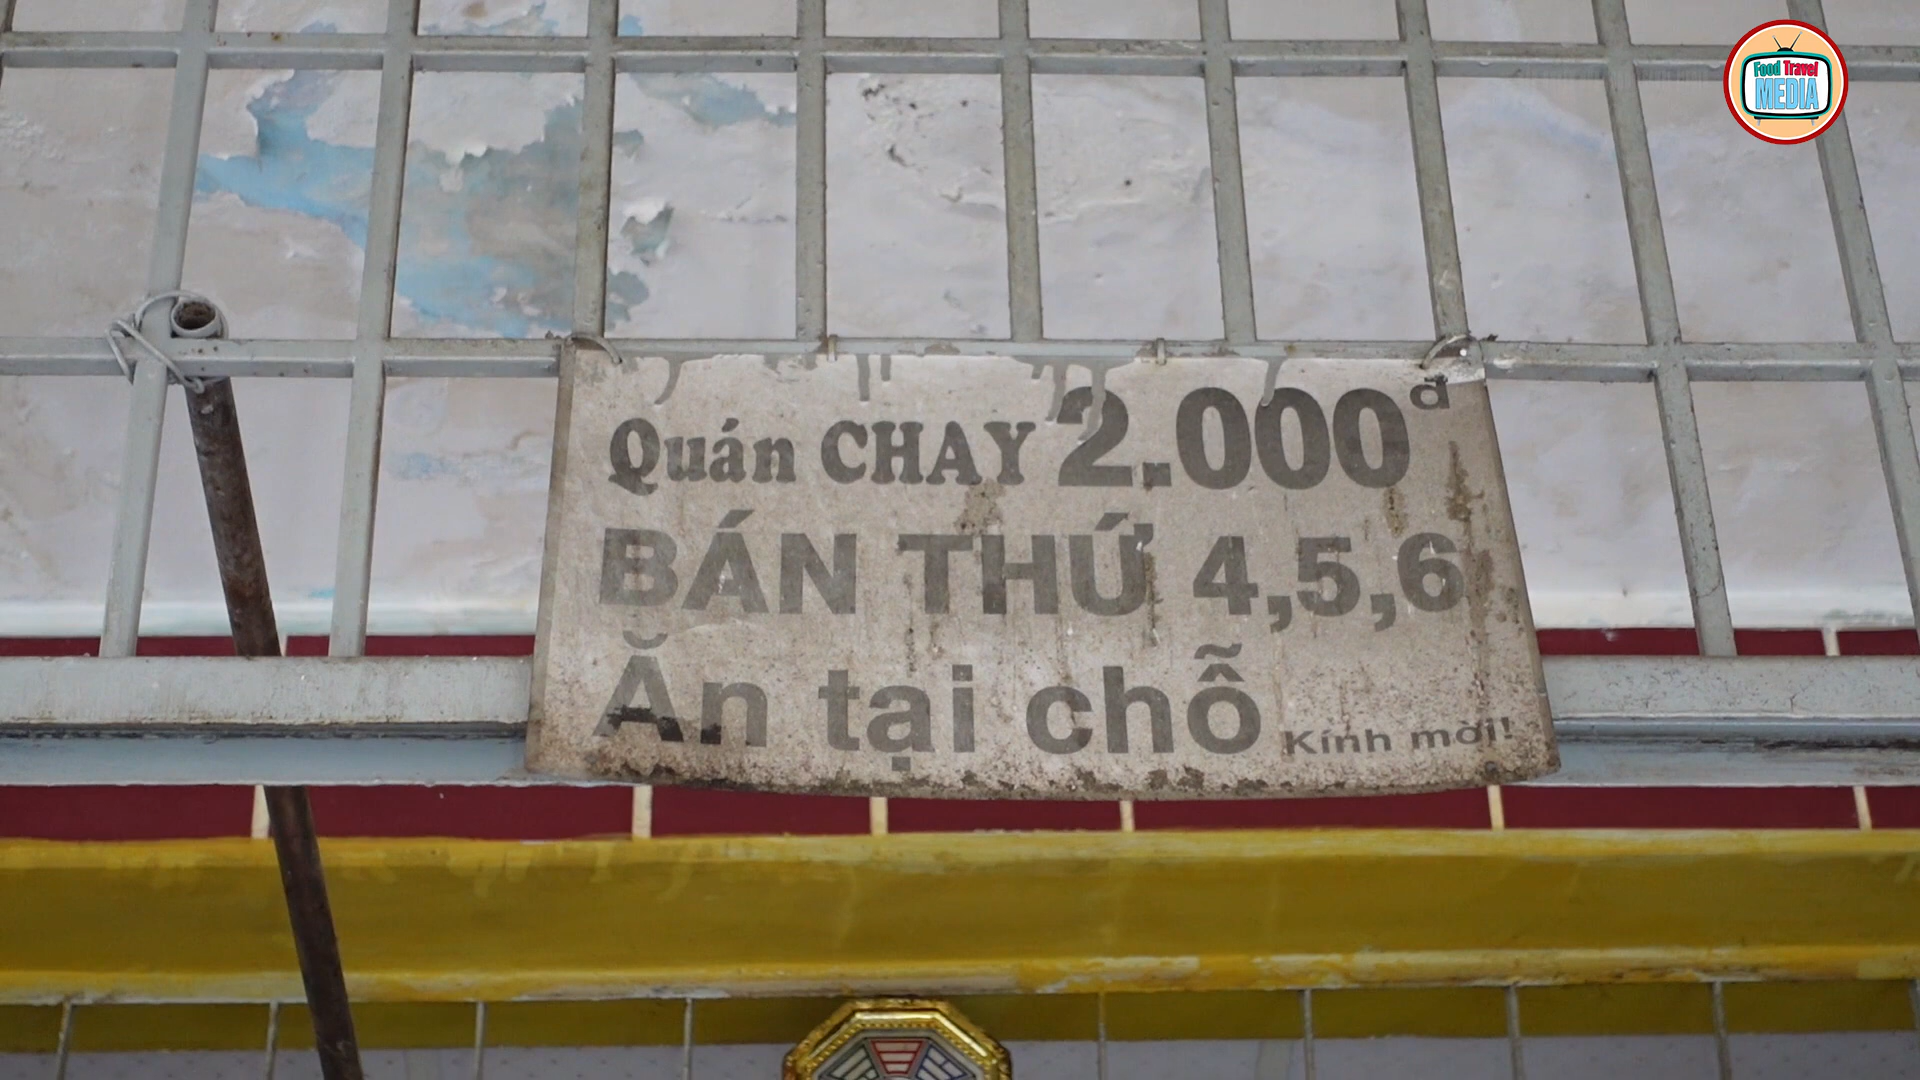 Food Travel
MEDIA
Quán CHAY 2.000đ
BÁN THỨ 4,5,6
Ăn tại chỗ Kính mời!